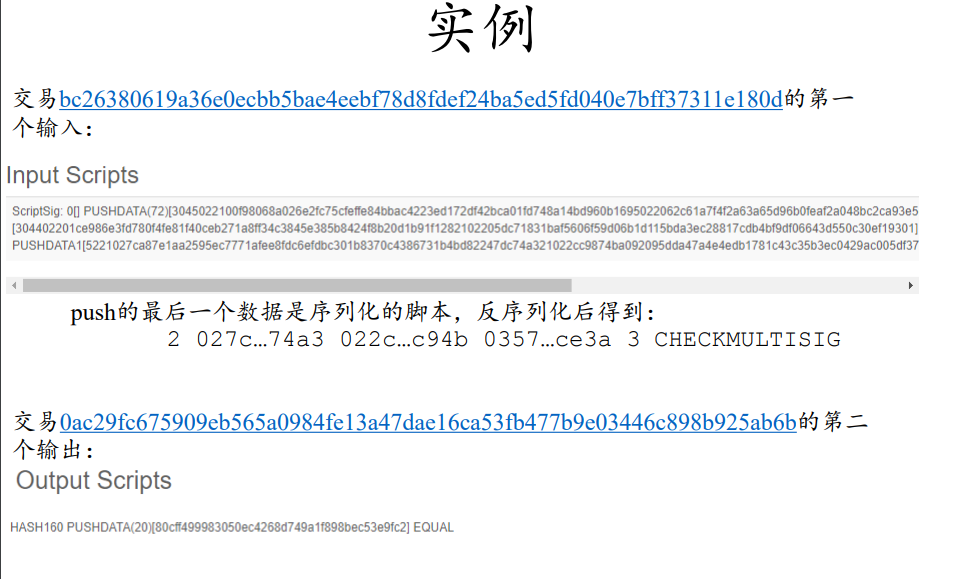 实例
交易bc26380619a36e0ecbb5bae4eebf78d8fdef24ba5ed5fd040e7bff37311e180d的第一
个输入：
Input Scripts
ScriptSig: 0[] PUSHDATA(72)[3045022100f98068a026e2fc75cfeffe84bbac4223ed172df42bca01fd748a14bd960b1695022062c61a7f4f2a63a65d96b0feaf2a048bc2ca93e5
[304402201ce986e3fd780f4fe81f40ceb271a8ff34c3845e385b8424f8b20d1b91f1282102205dc71831baf5606f59d06b1d115bda3ec28817cdb4bf9df06643d550c30ef19301]
PUSHDATA1[5221027ca87e1aa2595ec7771afee8fdc6efdbc301b8370c4386731b4bd82247dc74a321022cc9874ba092095dda47a4e4edb1781c43c35b3ec0429ac005df37
push的最后一个数据是序列化的脚本，反序列化后得到：
2 027c…74a3 022c…c94b 0357…ce3a 3 CHECKMULTISIG
交易0ac29fc675909eb565a0984fe13a47dae16ca53fb477b9e03446c898b925ab6b的第二
个输出：
Output Scripts
HASH160 PUSHDATA(20)[80cff499983050ec4268d749a1f898bec53e9fc2] EQUAL